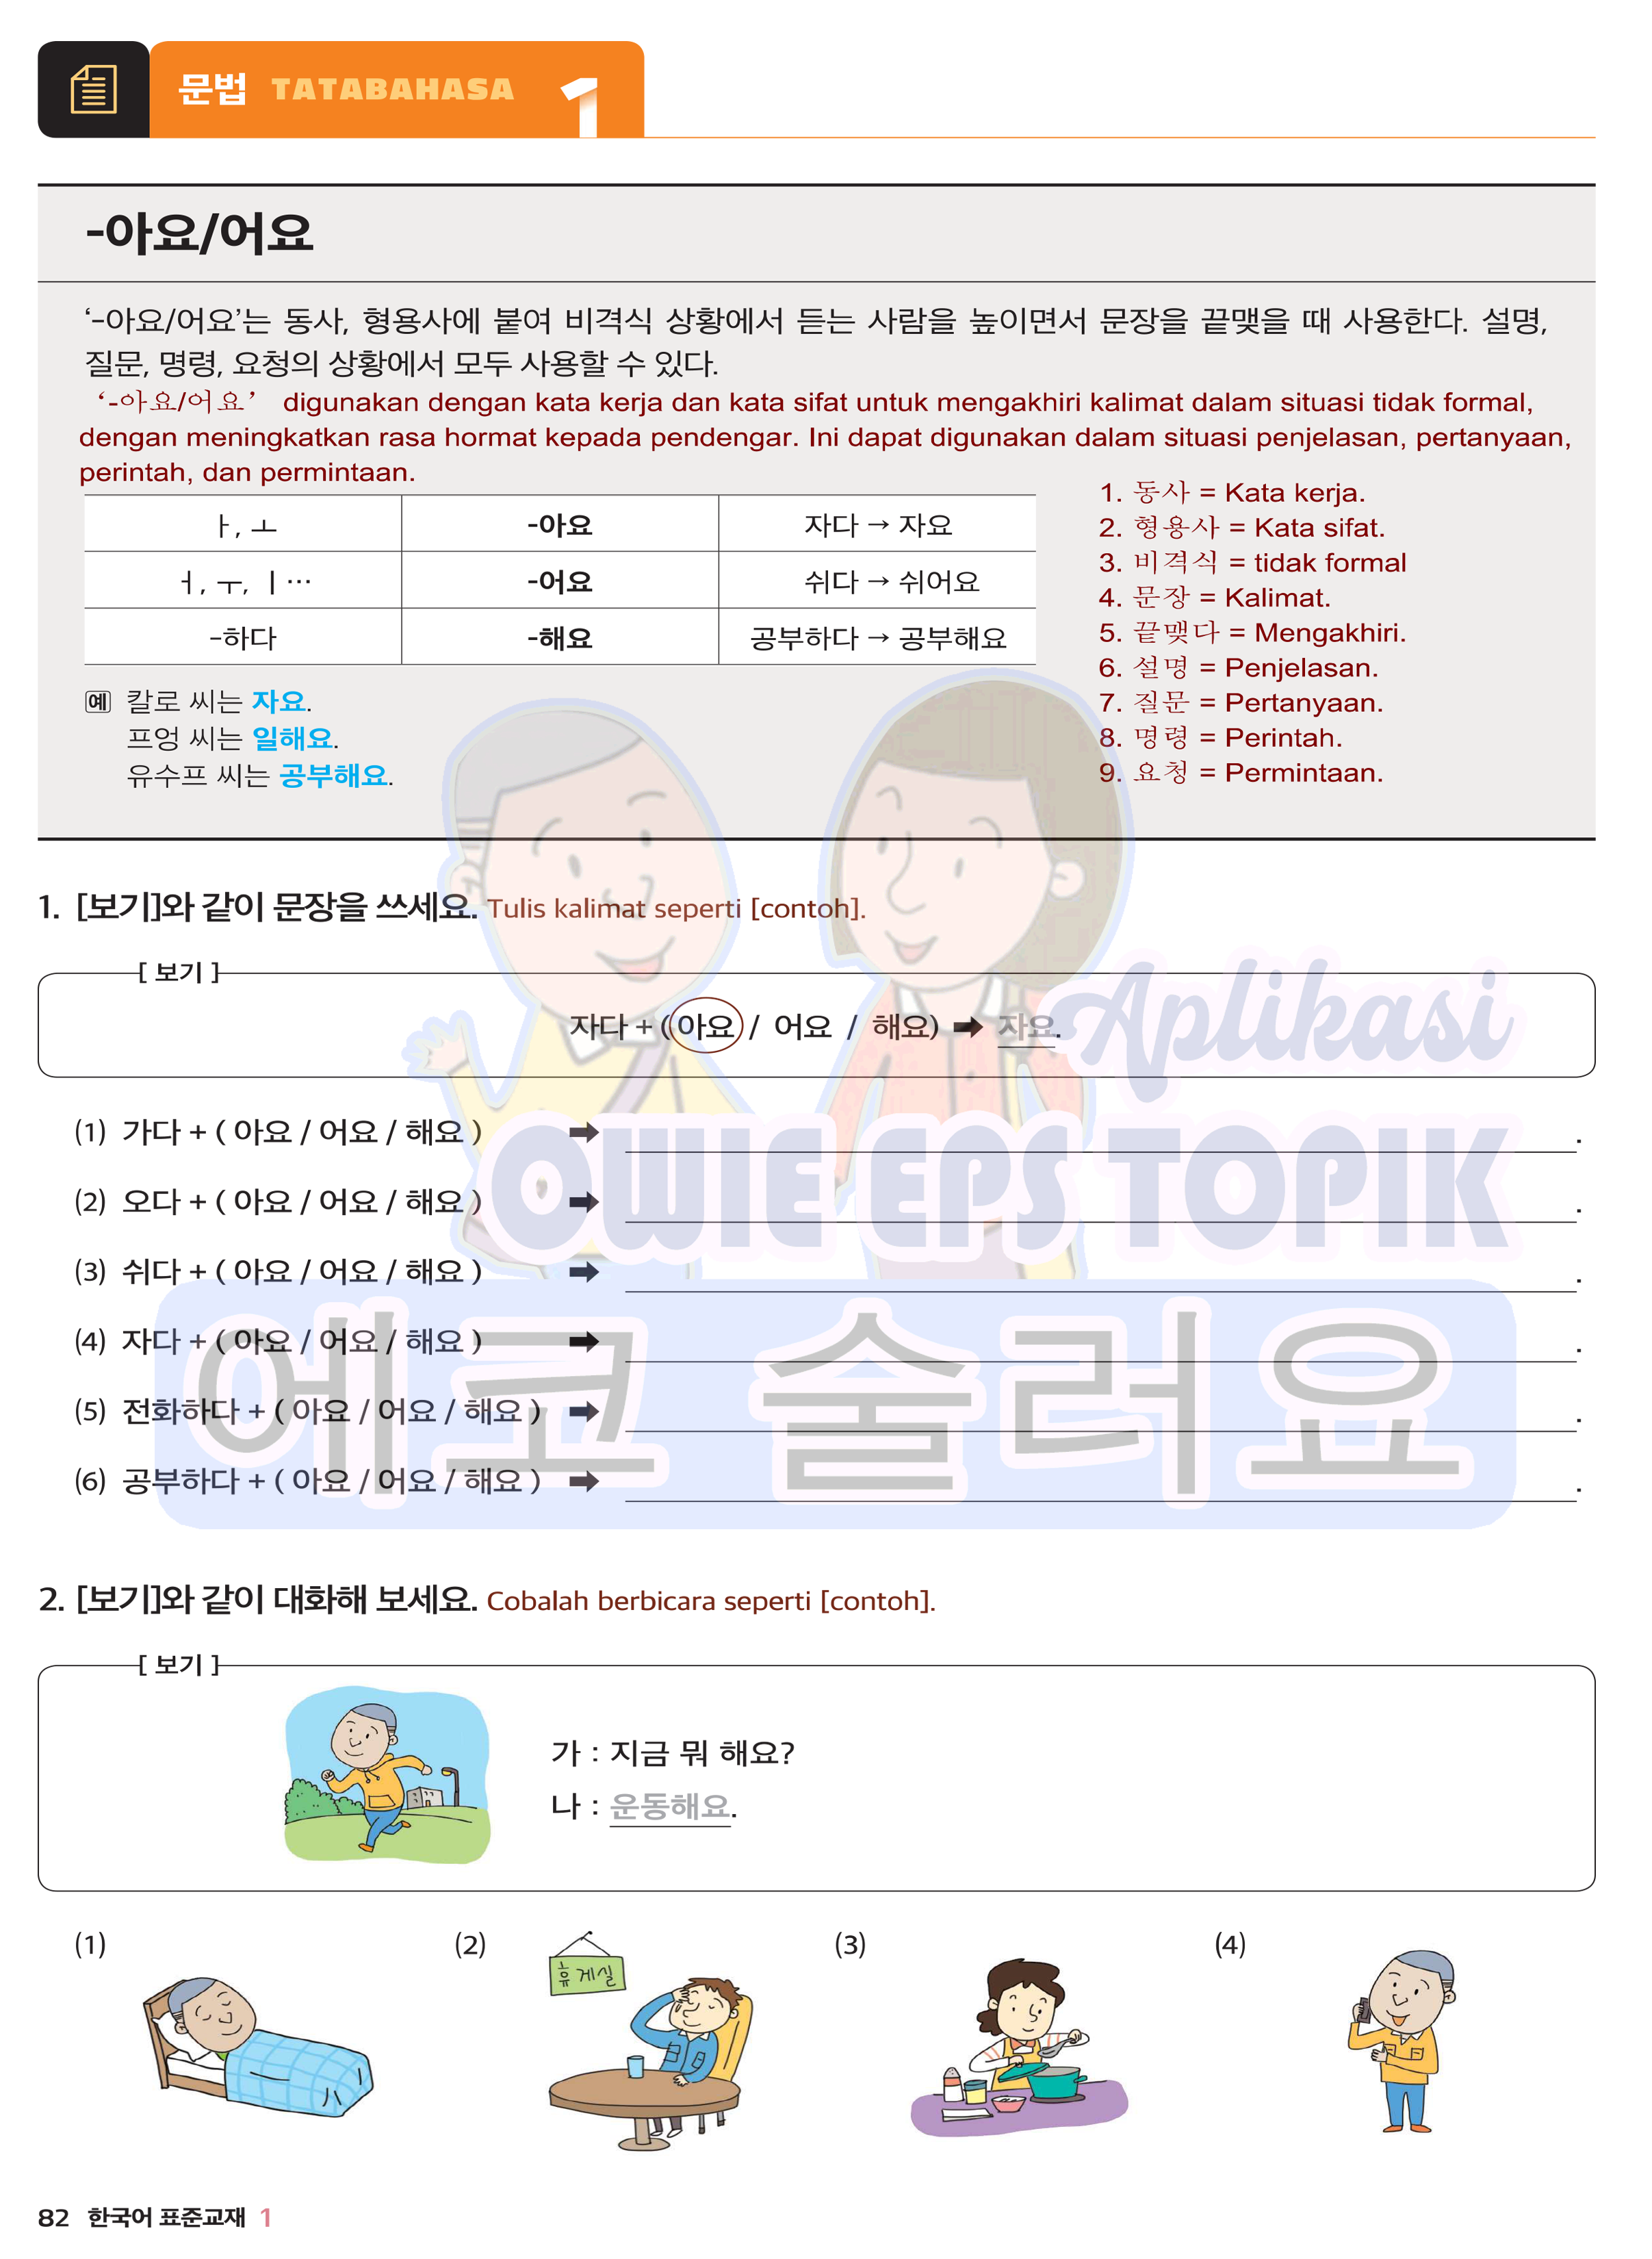 문법 TATABAHASA 1
-아요/어요
‘-아요/어요’는 동사, 형용사에 붙여 비격식 상황에서 듣는 사람을 높이면서 문장을 끝맺을 때 사용한다. 설명,
질문, 명령, 요청의 상황에서 모두 사용할 수 있다.
‘-아요/어요’ digunakan dengan kata kerja dan kata sifat untuk mengakhiri kalimat dalam situasi tidak formal,
dengan meningkatkan rasa hormat kepada pendengar. Ini dapat digunakan dalam situasi penjelasan, pertanyaan,
perintah, dan permintaan.
ㅏ, ㅗ -아요 자다 → 자요
ㅓ, ㅜ, ㅣ… -어요 쉬다 → 쉬어요
-하다 -해요 공부하다 → 공부해요
1. 동사 = Kata kerja.
2. 형용사 = Kata sifat.
3. 비격식 = tidak formal
4. 문장 = Kalimat.
5. 끝맺다 = Mengakhiri.
6. 설명 = Penjelasan.
7. 질문 = Pertanyaan.
8. 명령 = Perintah.
9. 요청 = Permintaan.
예 칼로 씨는 자요.
프엉 씨는 일해요.
유수프 씨는 공부해요.
1. [보기]와 같이 문장을 쓰세요. Tulis kalimat seperti [contoh].
[ 보기 ]
자다 + (아요 / 어요 / 해요) ➡ 자요.
Aplikasi
(1) 가다 + ( 아요 / 어요 / 해요 ) ➡ .
OWIE EPS TOPIK
(2) 오다 + ( 아요 / 어요 / 해요 ) ➡ .
(3) 쉬다 + ( 아요 / 어요 / 해요 ) ➡ .
(4) 자다 + ( 아요 / 어요 / 해요 ) ➡ .
에코 슬러요
(5) 전화하다 + ( 아요 / 어요 / 해요 ) ➡ .
(6) 공부하다 + ( 아요 / 어요 / 해요 ) ➡ .
2. [보기]와 같이 대화해 보세요. Cobalah berbicara seperti [contoh].
[ 보기 ]
가 : 지금 뭐 해요?
나 : 운동해요.
(1) (2) (3) (4)
휴게실
82 한국어 표준교재 1